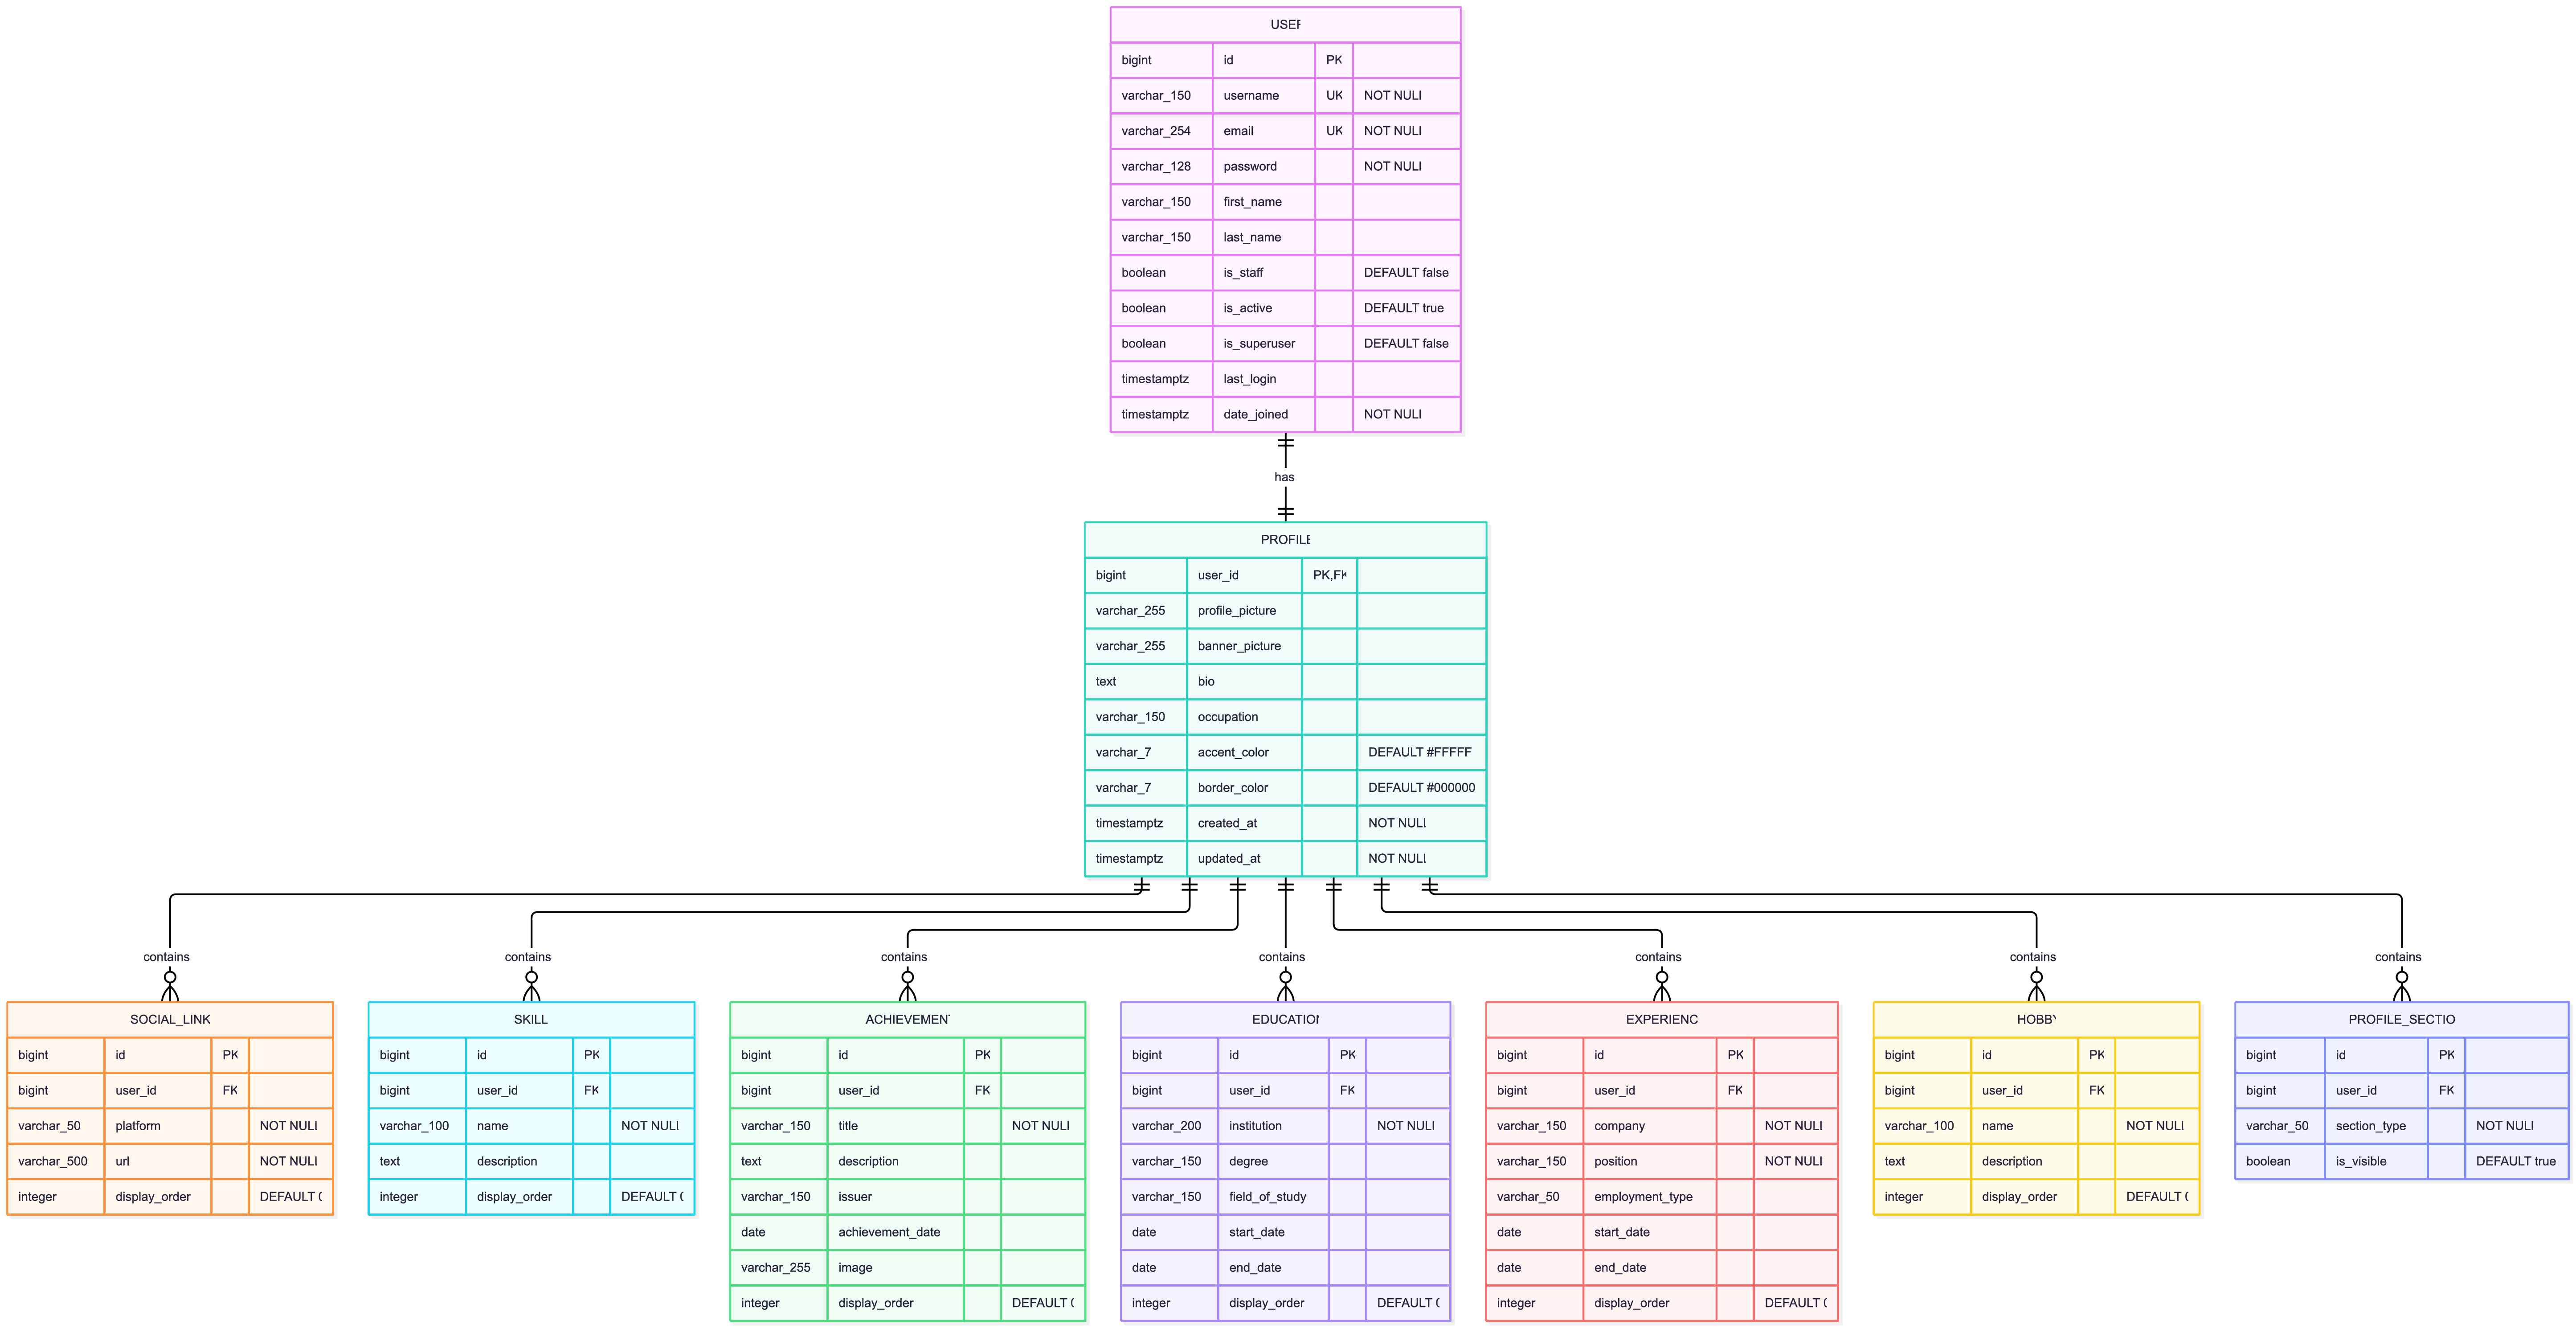 USER
bigint id PK
varchar_150 username UK NOT NULL
varchar_254 email UK NOT NULL
varchar_128 password NOT NULL
varchar_150 first_name
varchar_150 last_name
boolean is_staff DEFAULT false
boolean is_active DEFAULT true
boolean is_superuser DEFAULT false
timestamptz last_login
timestamptz date_joined NOT NULL
has
PROFILE
bigint user_id PK,FK
varchar_255 profile_picture
varchar_255 banner_picture
text bio
varchar_150 occupation
varchar_7 accent_color DEFAULT #FFFFF
varchar_7 border_color DEFAULT #000000
timestamptz created_at NOT NULL
timestamptz updated_at NOT NULL
contains
contains
contains
contains
contains
contains
contains
SOCIAL_LINK
bigint id PK
bigint user_id FK
varchar_50 platform NOT NULL
varchar_500 url NOT NULL
integer display_order DEFAULT 0
SKILL
bigint id PK
bigint user_id FK
varchar_100 name NOT NULL
text description
integer display_order DEFAULT 0
ACHIEVEMENT
bigint id PK
bigint user_id FK
varchar_150 title NOT NULL
text description
varchar_150 issuer
date achievement_date
varchar_255 image
integer display_order DEFAULT 0
EDUCATION
bigint id PK
bigint user_id FK
varchar_200 institution NOT NULL
varchar_150 degree
varchar_150 field_of_study
date start_date
date end_date
integer display_order DEFAULT 0
EXPERIENC
bigint id PK
bigint user_id FK
varchar_150 company NOT NULL
varchar_150 position NOT NULL
varchar_50 employment_type
date start_date
date end_date
integer display_order DEFAULT 0
HOBBY
bigint id PK
bigint user_id FK
varchar_100 name NOT NULL
text description
integer display_order DEFAULT 0
PROFILE_SECTIO
bigint id PK
bigint user_id FK
varchar_50 section_type NOT NULL
boolean is_visible DEFAULT true